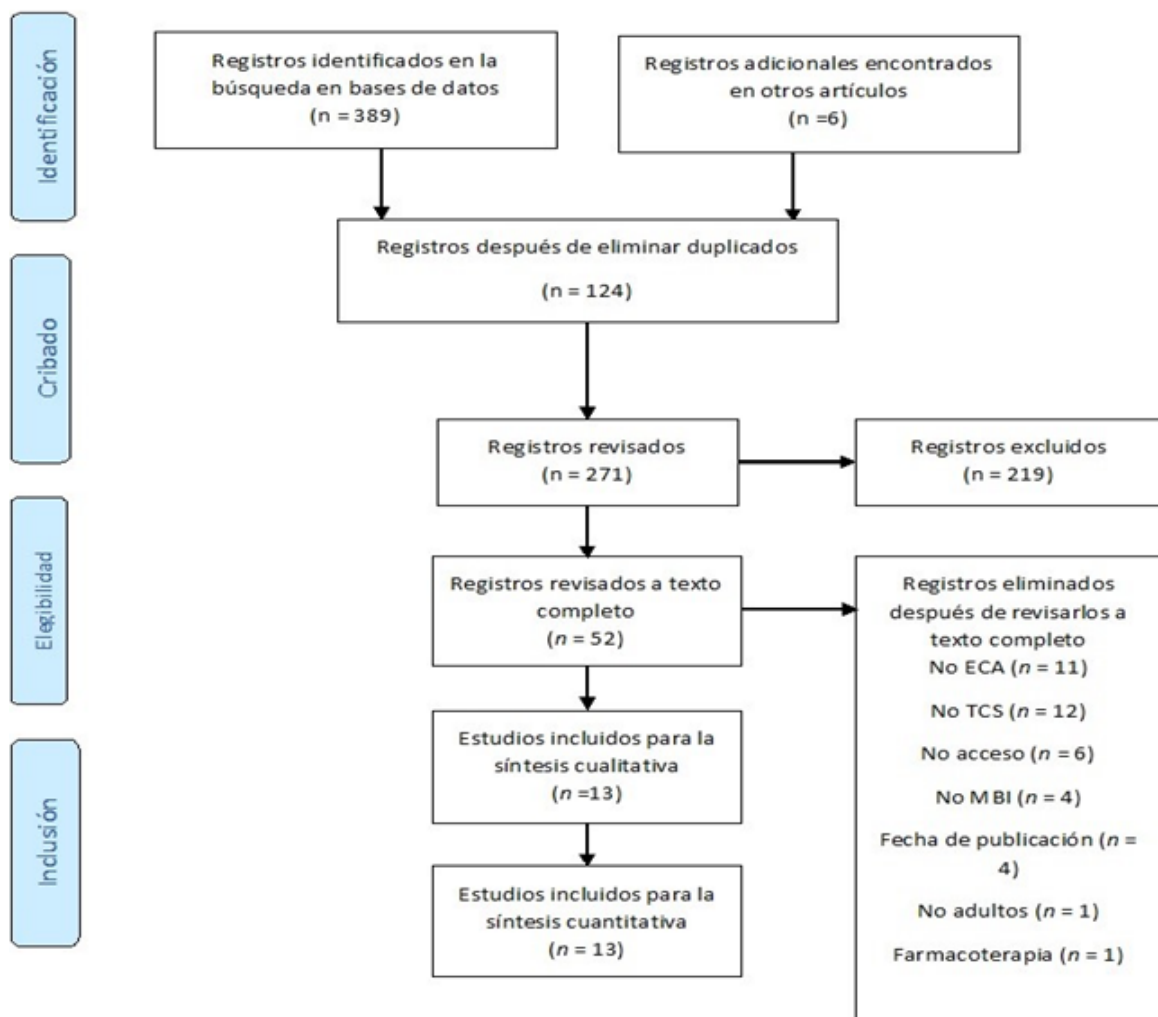 Identificación
Registros identificados en la
búsqueda en bases de datos
(n = 389)
Registros adicionales encontrados
en otros artículos
(n =6)
Registros después de eliminar duplicados
(n = 124)
Cribado
Registros revisados
(n = 271)
Registros excluidos
(n = 219)
Elegibilidad
Registros revisados a texto
completo
(n = 52)
Registros eliminados
después de revisarlos a
texto completo
No ECA (n = 11)
No TCS (n = 12)
No acceso (n = 6)
No MBI (n = 4)
Fecha de publicación (n =
4)
No adultos (n = 1)
Farmacoterapia (n = 1)
Inclusión
Estudios incluidos para la
síntesis cualitativa
(n =13)
Estudios incluidos para la
síntesis cuantitativa
(n = 13)